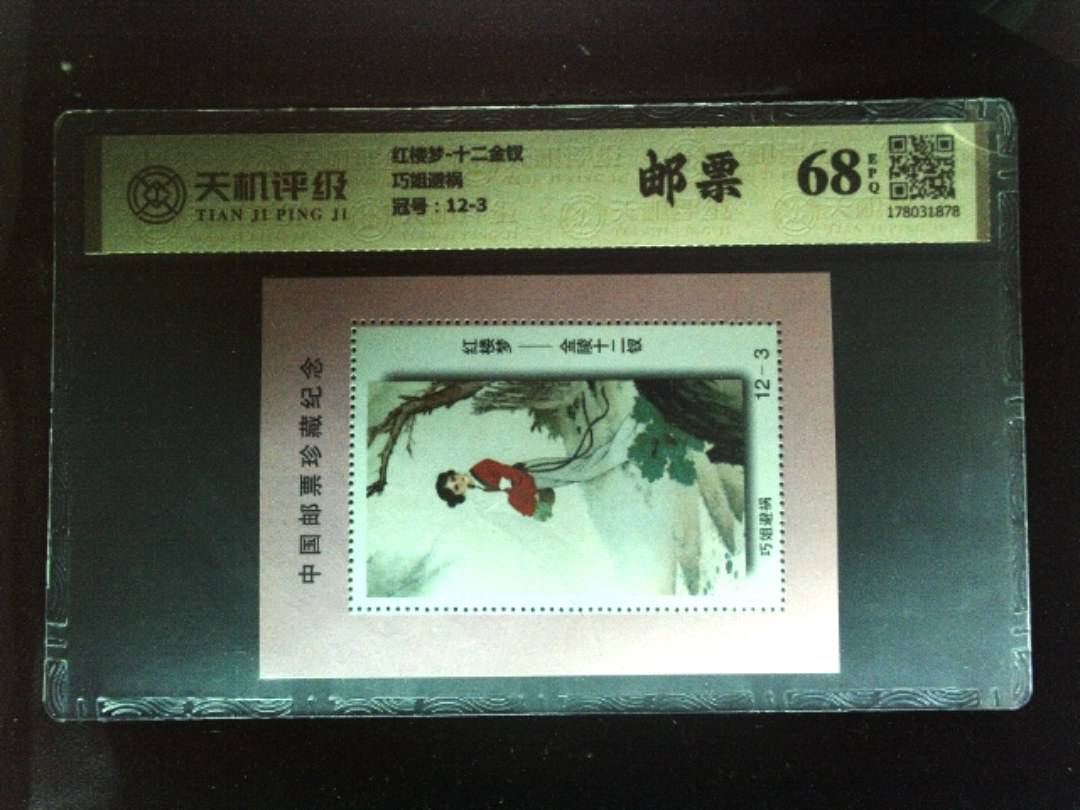 天机评级
TIAN JI PING JI
红楼梦-十二金钗
巧姐避祸
冠号：12-3
邮票
68
EPQ
178031878
中国邮票珍藏纪念
红楼梦——金陵十二钗
12-3
巧姐避祸